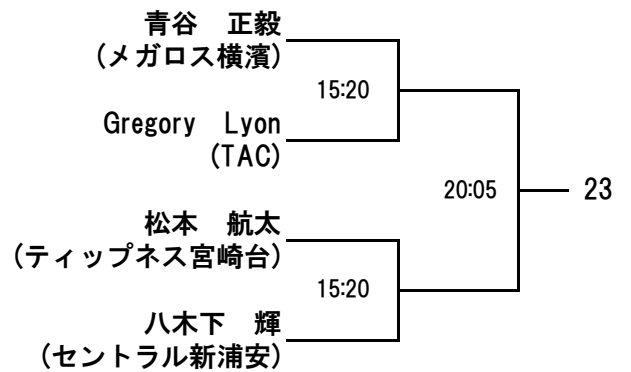 青谷　正毅
(メガロス横濱)
15:20
Gregory　Lyon
(TAC)
20:05
23
松本　航太
(ティップネス宮崎台)
15:20
八木下　輝
(セントラル新浦安)